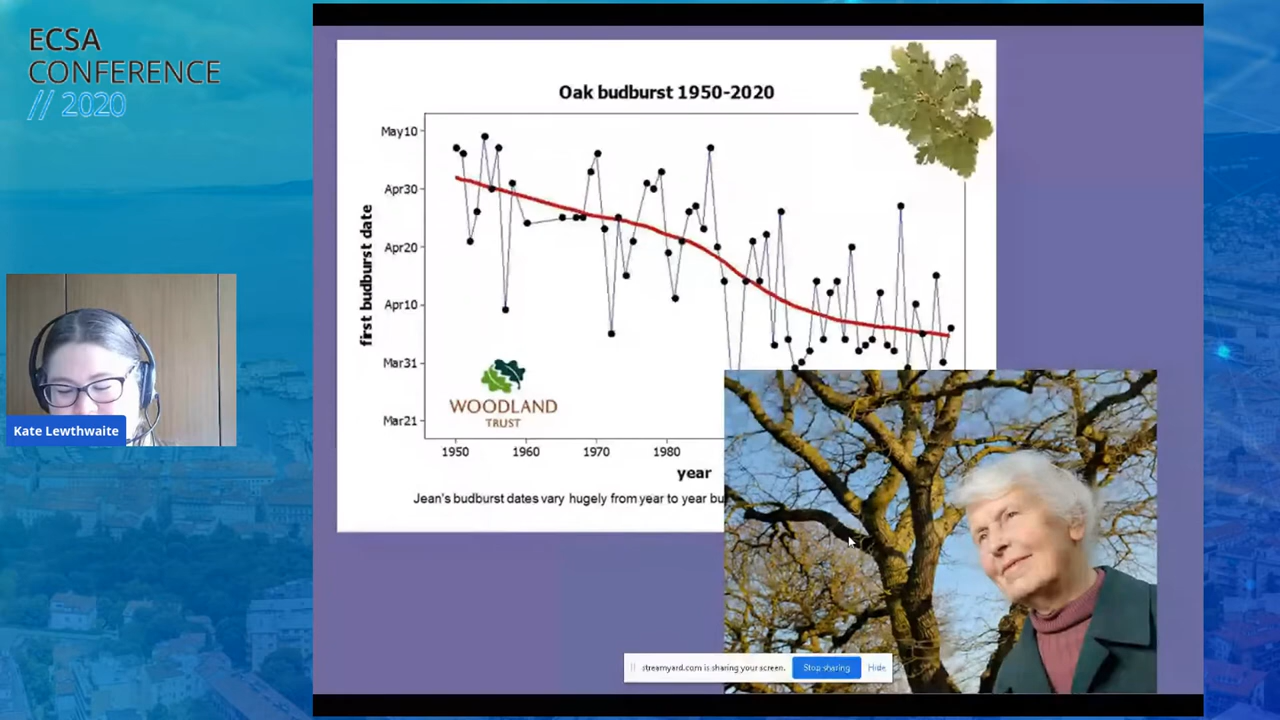 ECSA
CONFERENCE
// 2020
Oak budburst 1950-2020
May10
Apr30
Apr20
Apr10
Mar31
Mar21
first budburst date
WOODLAND
TRUST
1950 1960 1970 1980
year
Jean's budburst dates vary hugely from year to year bu
Kate Lewthwaite
streamyard.com is sharing your screen. Stop sharing Hide